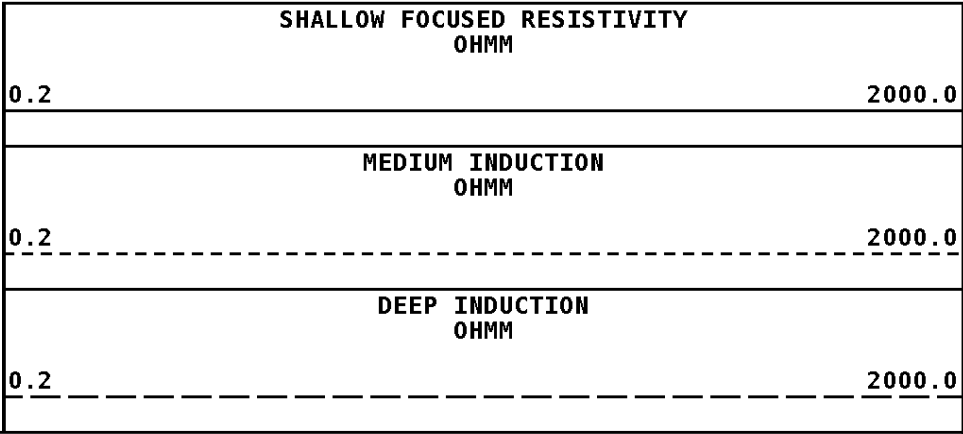 SHALLOW FOCUSED RESISTIVITY
OHMM
0.2 2000.0
MEDIUM INDUCTION
OHMM
0.2 2000.0
DEEP INDUCTION
OHMM
0.2 2000.0